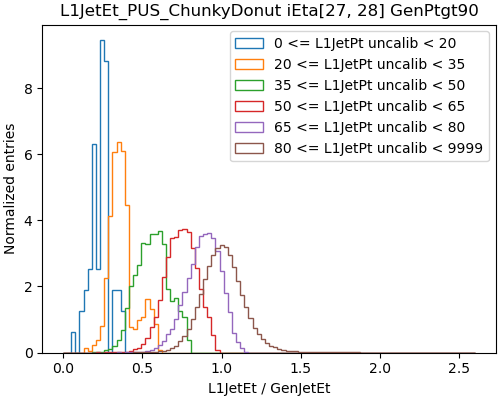 L1JetEt_PUS_ChunkyDonut iEta[27, 28] GenPtgt90
0 <= L1JetPt uncalib < 20
20 <= L1JetPt uncalib < 35
35 <= L1JetPt uncalib < 50
50 <= L1JetPt uncalib < 65
65 <= L1JetPt uncalib < 80
80 <= L1JetPt uncalib < 9999
Normalized entries
8
6
4
2
0
0.0 0.5 1.0 1.5 2.0 2.5
L1JetEt / GenJetEt